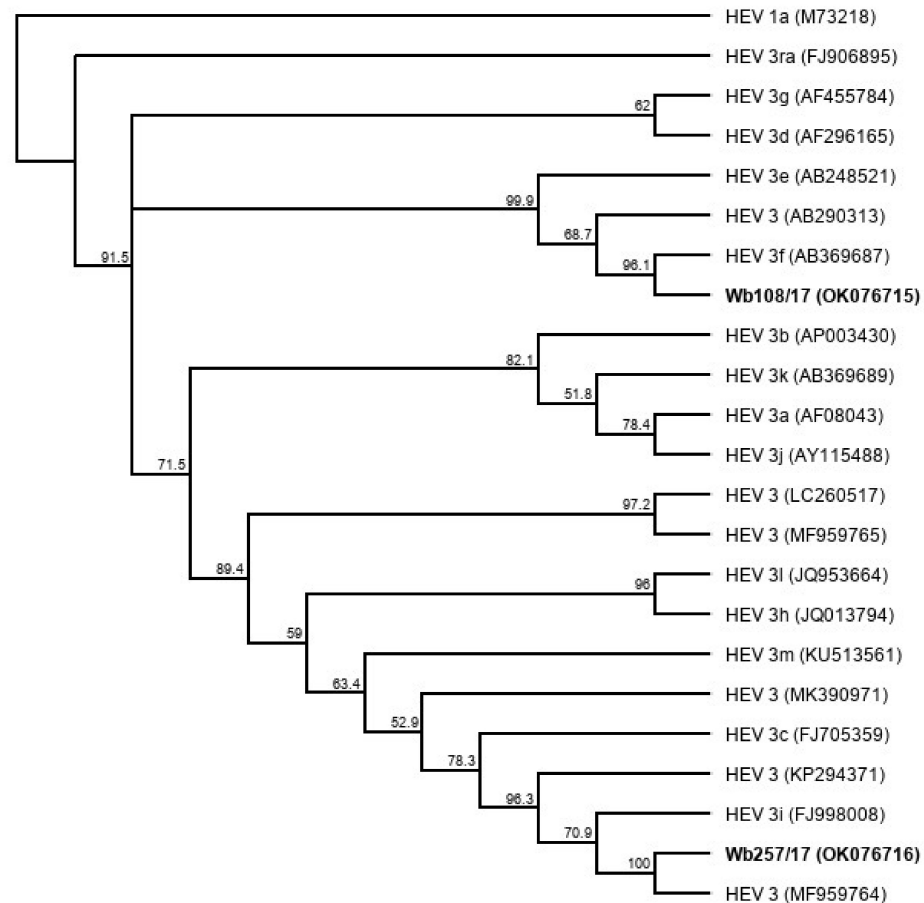 HEV 1a (M73218)
HEV 3ra (FJ906895)
HEV 3g (AF455784)
62
HEV 3d (AF296165)
HEV 3e (AB248521)
99.9
HEV 3 (AB290313)
68.7
HEV 3f (AB369687)
91.5
96.1
Wb108/17 (OK076715)
HEV 3b (AP003430)
82.1
HEV 3k (AB369689)
51.8
HEV 3a (AF08043)
78.4
HEV 3j (AY115488)
71.5
HEV 3 (LC260517)
97.2
HEV 3 (MF959765)
89.4
HEV 3l (JQ953664)
96
HEV 3h (JQ013794)
59
HEV 3m (KU513561)
63.4
HEV 3 (MK390971)
52.9
HEV 3c (FJ705359)
78.3
HEV 3 (KP294371)
96.3
HEV 3i (FJ998008)
70.9
Wb257/17 (OK076716)
100
HEV 3 (MF959764)